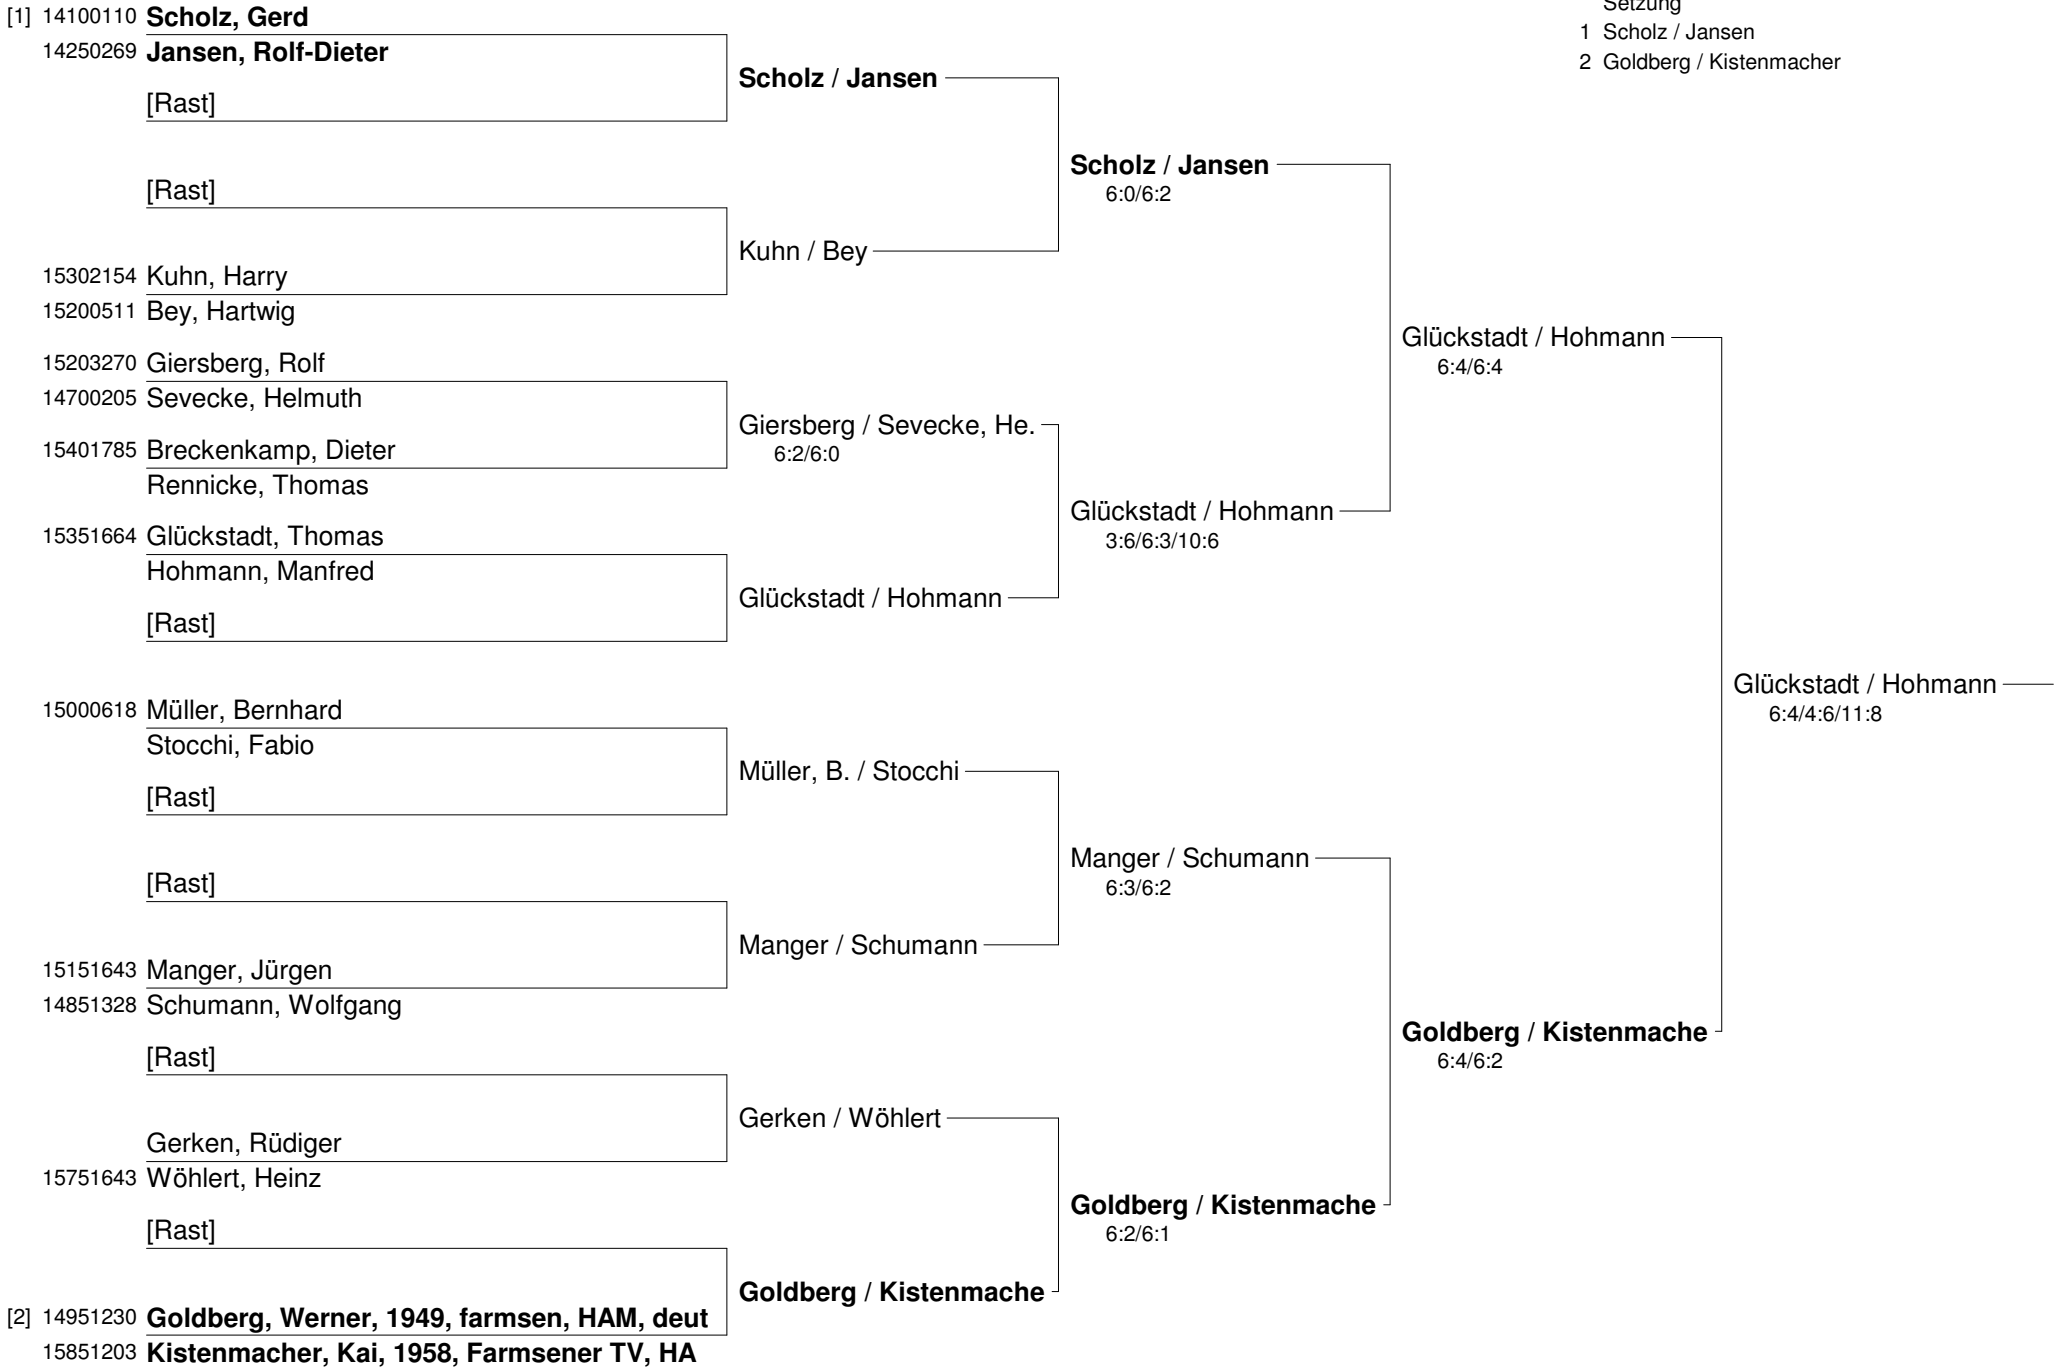 [1] 14100110 Scholz, Gerd
14250269 Jansen, Rolf-Dieter
[Rast]
[Rast]
15302154 Kuhn, Harry
15200511 Bey, Hartwig
15203270 Giersberg, Rolf
14700205 Sevecke, Helmuth
15401785 Breckenkamp, Dieter
Rennicke, Thomas
15351664 Glückstadt, Thomas
Hohmann, Manfred
[Rast]
15000618 Müller, Bernhard
Stocchi, Fabio
[Rast]
[Rast]
15151643 Manger, Jürgen
14851328 Schumann, Wolfgang
[Rast]
Gerken, Rüdiger
15751643 Wöhlert, Heinz
[Rast]
[2] 14951230 Goldberg, Werner, 1949, farmsen, HAM, deut
15851203 Kistenmacher, Kai, 1958, Farmsener TV, HA
Scholz / Jansen
Kuhn / Bey
Giersberg / Sevecke, He.
6:2/6:0
Glückstadt / Hohmann
Müller, B. / Stocchi
Manger / Schumann
Gerken / Wöhlert
Goldberg / Kistenmache
Scholz / Jansen
6:0/6:2
Glückstadt / Hohmann
3:6/6:3/10:6
Manger / Schumann
6:3/6:2
Goldberg / Kistenmache
6:2/6:1
Glückstadt / Hohmann
6:4/6:4
Goldberg / Kistenmache
6:4/6:2
Glückstadt / Hohmann
6:4/4:6/11:8
Setzung
1 Scholz / Jansen
2 Goldberg / Kistenmacher